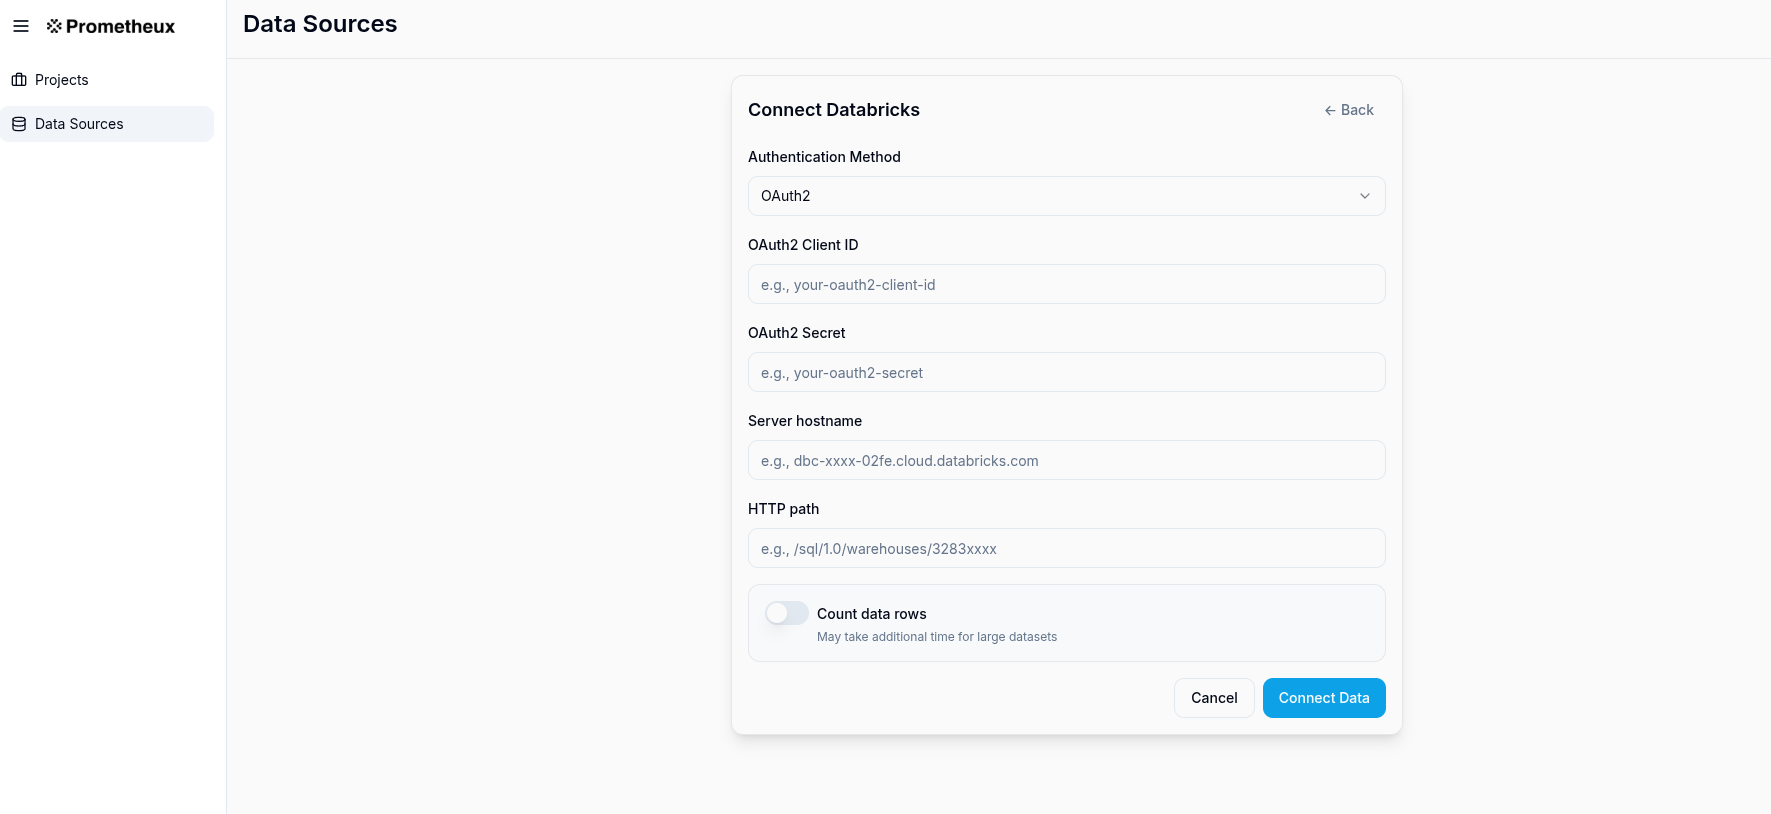 Prometheux
Data Sources
Projects
Data Sources
Connect Databricks
← Back
Authentication Method
OAuth2
OAuth2 Client ID
e.g., your-oauth2-client-id
OAuth2 Secret
e.g., your-oauth2-secret
Server hostname
e.g., dbc-xxxx-02fe.cloud.databricks.com
HTTP path
e.g., /sql/1.0/warehouses/3283xxxx
Count data rows
May take additional time for large datasets
Cancel
Connect Data